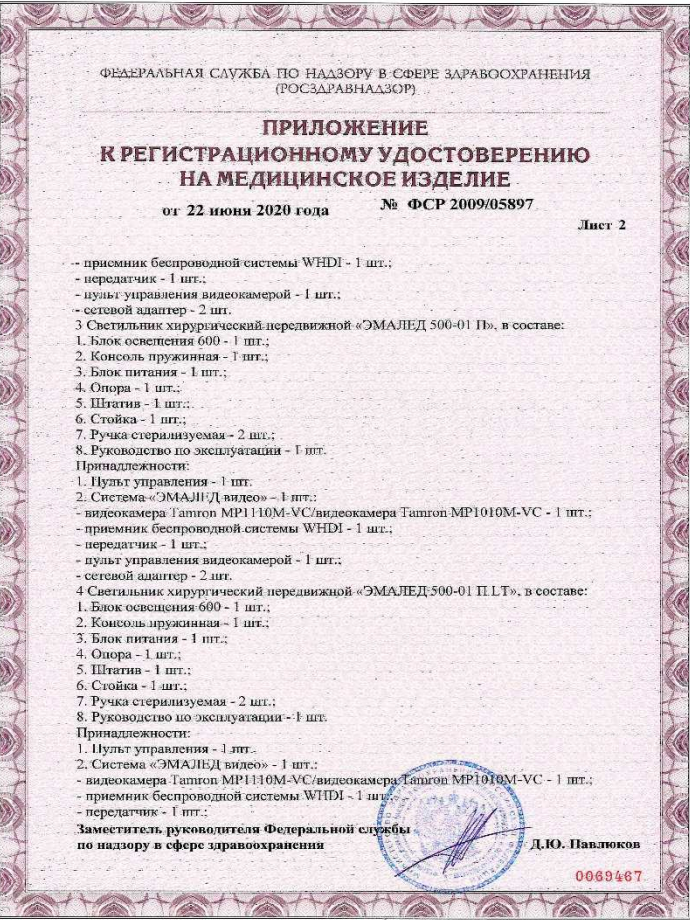 ФЕДЕРАЛЬНАЯ СЛУЖБА ПО НАДЗОРУ В СФЕРЕ ЗДРАВООХРАНЕНИЯ
(РОСЗДРАВНАДЗОР)
ПРИЛОЖЕНИЕ
К РЕГИСТРАЦИОННОМУ УДОСТОВЕРЕНИЮ
НА МЕДИЦИНСКОЕ ИЗДЕЛИЕ
от 22 июня 2020 года № ФСР 2009/05897
Лист 2
- приемник беспроводной системы WHDI - 1 шт.;
- передатчик - 1 шт.;
- пульт управления видеокамерой - 1 шт.;
- сетевой адаптер - 2 шт.
3 Светильник хирургический передвижной «ЭМАЛЕД 500-01 П», в составе:
1. Блок освещения 600 - 1 шт.;
2. Консоль пружинная - 1 шт.;
3. Блок питания - 1 шт.;
4. Опора - 1 шт.;
5. Штатив - 1 шт.;
6. Стойка - 1 шт.;
7. Ручка стерилизуемая - 2 шт.;
8. Руководство по эксплуатации - 1 шт.
Принадлежности:
1. Пульт управления - 1 шт.
2. Система «ЭМАЛЕД видео» - 1 шт.:
- видеокамера Tamron MP1110M-VC/видеокамера Tamron MP1010M-VC - 1 шт.;
- приемник беспроводной системы WHDI - 1 шт.;
- передатчик - 1 шт.;
- пульт управления видеокамерой - 1 шт.;
- сетевой адаптер - 2 шт.
4 Светильник хирургический передвижной «ЭМАЛЕД 500-01 П LT», в составе:
1. Блок освещения 600 - 1 шт.;
2. Консоль пружинная - 1 шт.;
3. Блок питания - 1 шт.;
4. Опора - 1 шт.;
5. Штатив - 1 шт.;
6. Стойка - 1 шт.;
7. Ручка стерилизуемая - 2 шт.;
8. Руководство по эксплуатации - 1 шт.
Принадлежности:
1. Пульт управления - 1 шт.
2. Система «ЭМАЛЕД видео» - 1 шт.:
- видеокамера Tamron MP1110M-VC/видеокамера Tamron MP1010M-VC - 1 шт.;
- приемник беспроводной системы WHDI - 1 шт.;
- передатчик - 1 шт.;
Заместитель руководителя Федеральной службы
по надзору в сфере здравоохранения Д.Ю. Павлюков
0069467